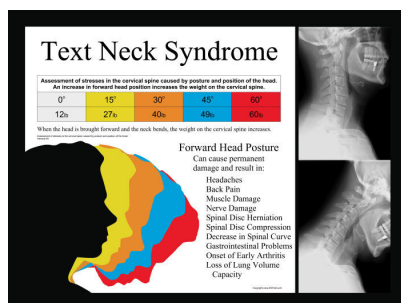 Text Neck Syndrome
Assessment of stresses in the cervical spine caused by posture and position of the head.
An increase in forward head position increases the weight on the cervical spine.
0° 15° 30° 45° 60°
12lb 27lb 40lb 49lb 60lb
When the head is brought forward and the neck bends, the weight on the cervical spine increases.
Forward Head Posture
Can cause permanent
damage and result in:
Headaches
Back Pain
Muscle Damage
Nerve Damage
Spinal Disc Herniation
Spinal Disc Compression
Decrease in Spinal Curve
Gastrointestinal Problems
Onset of Early Arthritis
Loss of Lung Volume
Capacity